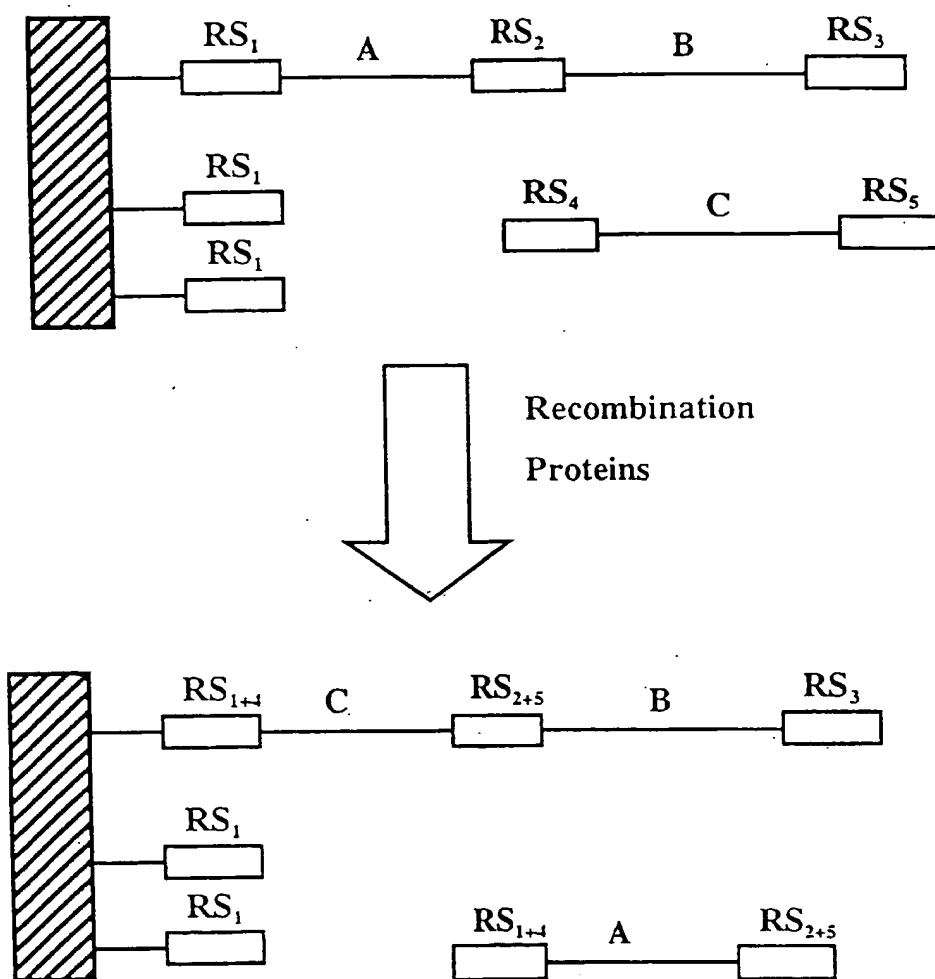 RS₁ A RS₂ B RS₃
RS₁
RS₄ C RS₅
RS₁
Recombination
Proteins
RS₁₊₄ C RS₂₊₅ B RS₃
RS₁
RS₁
RS₁₊₄ A RS₂₊₅